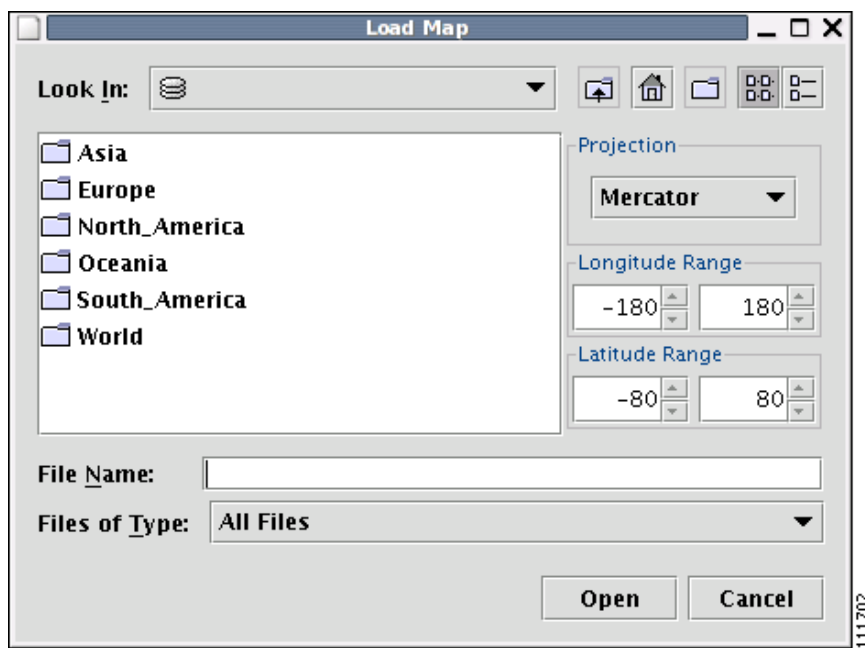 Load Map
Look In:
Asia
Europe
North_America
Oceania
South_America
World
Projection
Mercator
Longitude Range
-180 180
Latitude Range
-80 80
File Name:
Files of Type: All Files
Open Cancel
111702